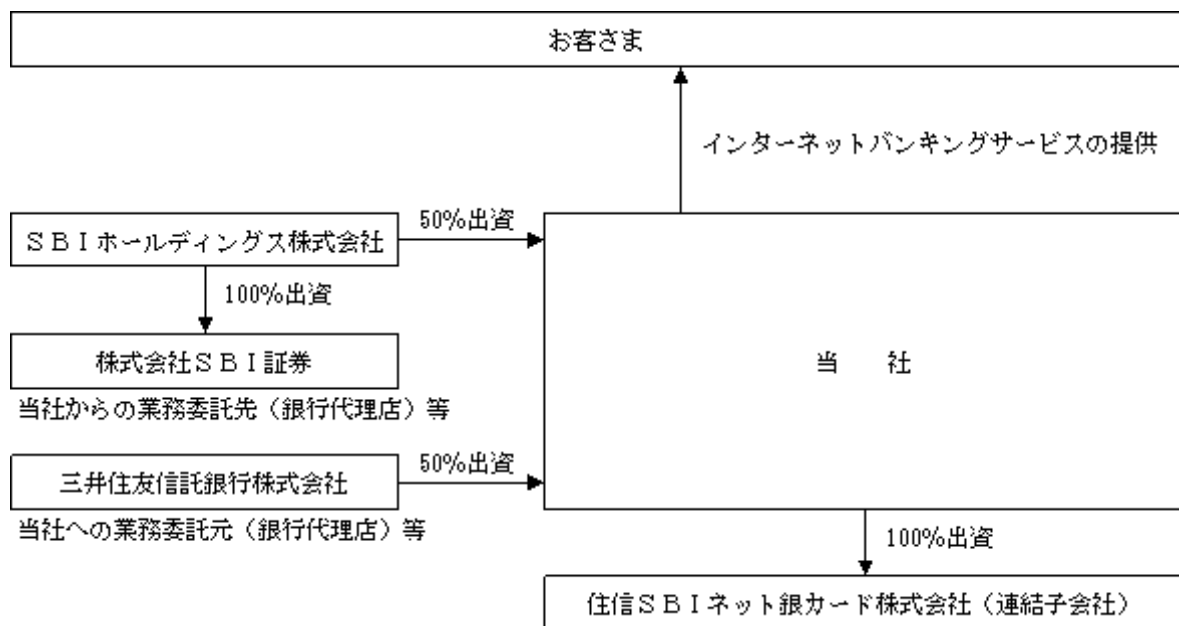 お客さま
インターネットバンキングサービスの提供
50%出資
ＳＢＩホールディングス株式会社
100%出資
株式会社ＳＢＩ証券
当　　社
当社からの業務委託先（銀行代理店）等
50%出資
三井住友信託銀行株式会社
当社への業務委託元（銀行代理店）等
100%出資
住信ＳＢＩネット銀カード株式会社（連結子会社）